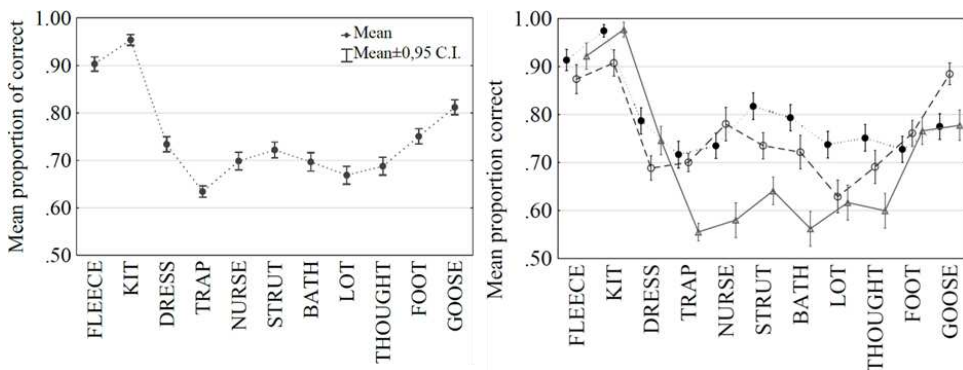 Mean proportion of correct
1.00
.90
.80
.70
.60
.50
Mean
Mean±0,95 C.I.
FLEECE
KIT
DRESS
TRAP
NURSE
STRUT
BATH
LOT
THOUGHT
FOOT
GOOSE
Mean proportion correct
1.00
.90
.80
.70
.60
.50
FLEECE
KIT
DRESS
TRAP
NURSE
STRUT
BATH
LOT
THOUGHT
FOOT
GOOSE